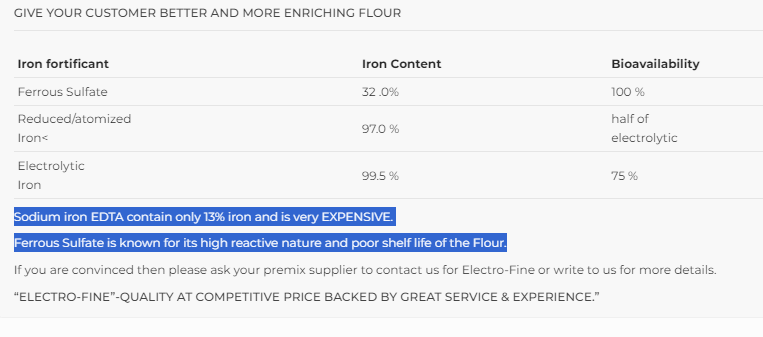 GIVE YOUR CUSTOMER BETTER AND MORE ENRICHING FLOUR
Iron fortificant Iron Content Bioavailability
Ferrous Sulfate 32 .0% 100 %
Reduced/atomized
Iron< 97.0 % half of
electrolytic
Electrolytic
Iron 99.5 % 75 %
Sodium iron EDTA contain only 13% iron and is very EXPENSIVE.
Ferrous Sulfate is known for its high reactive nature and poor shelf life of the Flour.
If you are convinced then please ask your premix supplier to contact us for Electro-Fine or write to us for more details.
“ELECTRO-FINE”-QUALITY AT COMPETITIVE PRICE BACKED BY GREAT SERVICE & EXPERIENCE.”